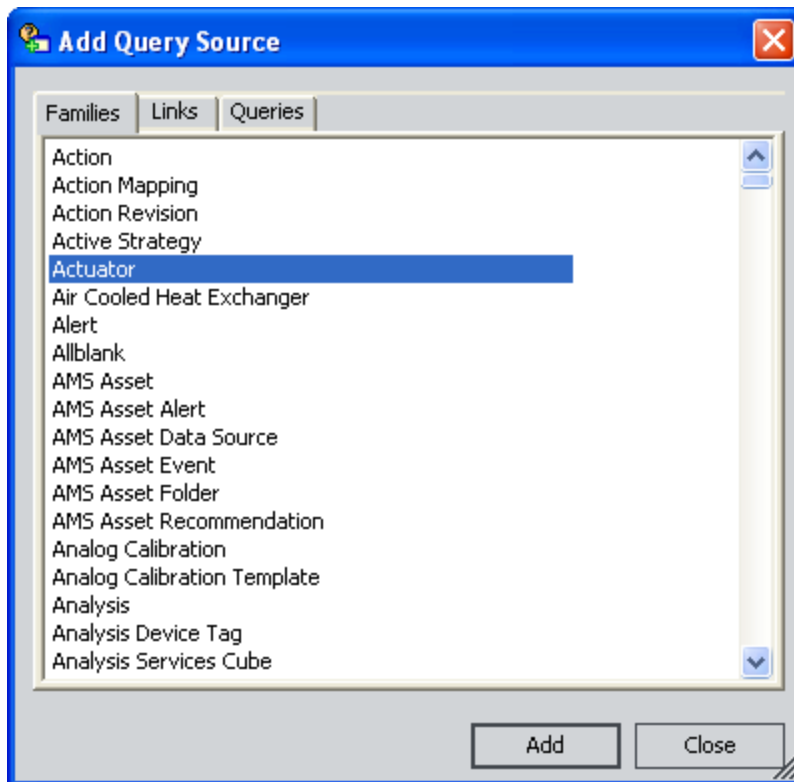 Add Query Source
Families Links Queries
Action
Action Mapping
Action Revision
Active Strategy
Actuator
Air Cooled Heat Exchanger
Alert
Allblank
AMS Asset
AMS Asset Alert
AMS Asset Data Source
AMS Asset Event
AMS Asset Folder
AMS Asset Recommendation
Analog Calibration
Analog Calibration Template
Analysis
Analysis Device Tag
Analysis Services Cube
Add Close